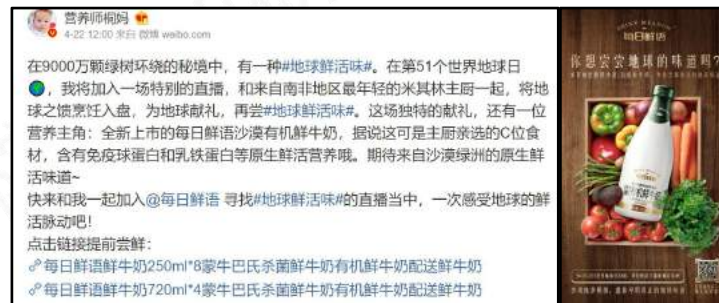 营养师桐妈
4-22 12:00 来自 微博 weibo.com
在9000万颗绿树环绕的秘境中，有一种#地球鲜活味#。在第51个世界地球日
🌍，我将加入一场特别的直播，和来自南非地区最年轻的米其林主厨一起，将地
球之馈烹饪入盘，为地球献礼，再尝#地球鲜活味#。这场独特的献礼，还有一位
营养主角：全新上市的每日鲜语沙漠有机鲜牛奶，据说这可是主厨亲选的C位食
材，含有免疫球蛋白和乳铁蛋白等原生鲜活营养哦。期待来自沙漠绿洲的原生鲜
活味道~
快来和我一起加入@每日鲜语 寻找#地球鲜活味#的直播当中，一次感受地球的鲜
活脉动吧！
点击链接提前尝鲜：
每日鲜语鲜牛奶250ml*8蒙牛巴氏杀菌鲜牛奶有机鲜牛奶配送鲜牛奶
每日鲜语鲜牛奶720ml*4蒙牛巴氏杀菌鲜牛奶有机鲜牛奶配送鲜牛奶
每日鲜语
你想尝尝地球的味道吗？